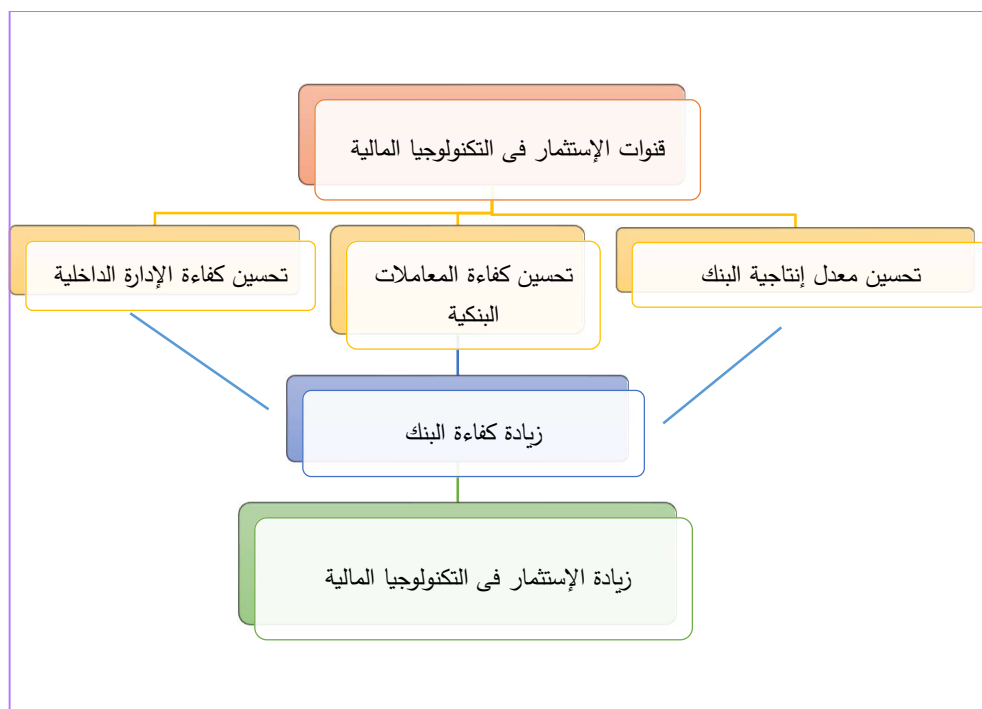 قنوات الإستثمار فى التكنولوجيا المالية
تحسين معدل إنتاجية البنك
تحسين كفاءة المعاملات
البنكية
تحسين كفاءة الإدارة الداخلية
زيادة كفاءة البنك
زيادة الإستثمار فى التكنولوجيا المالية